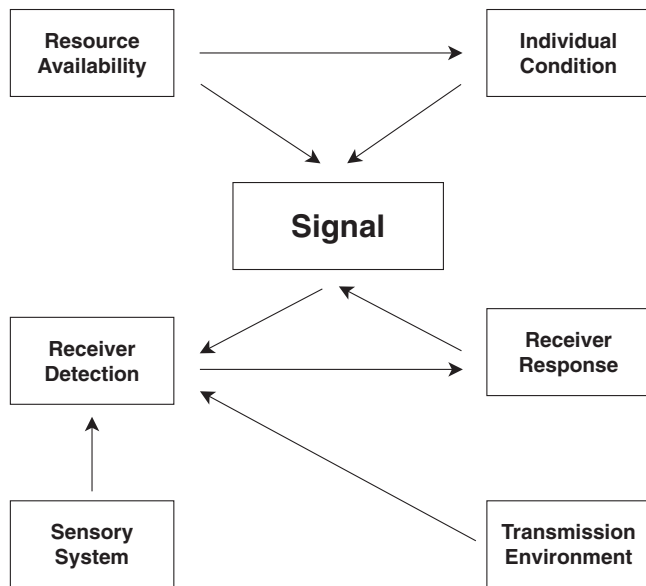 Resource
Availability
Individual
Condition
Signal
Receiver
Detection
Receiver
Response
Sensory
System
Transmission
Environment